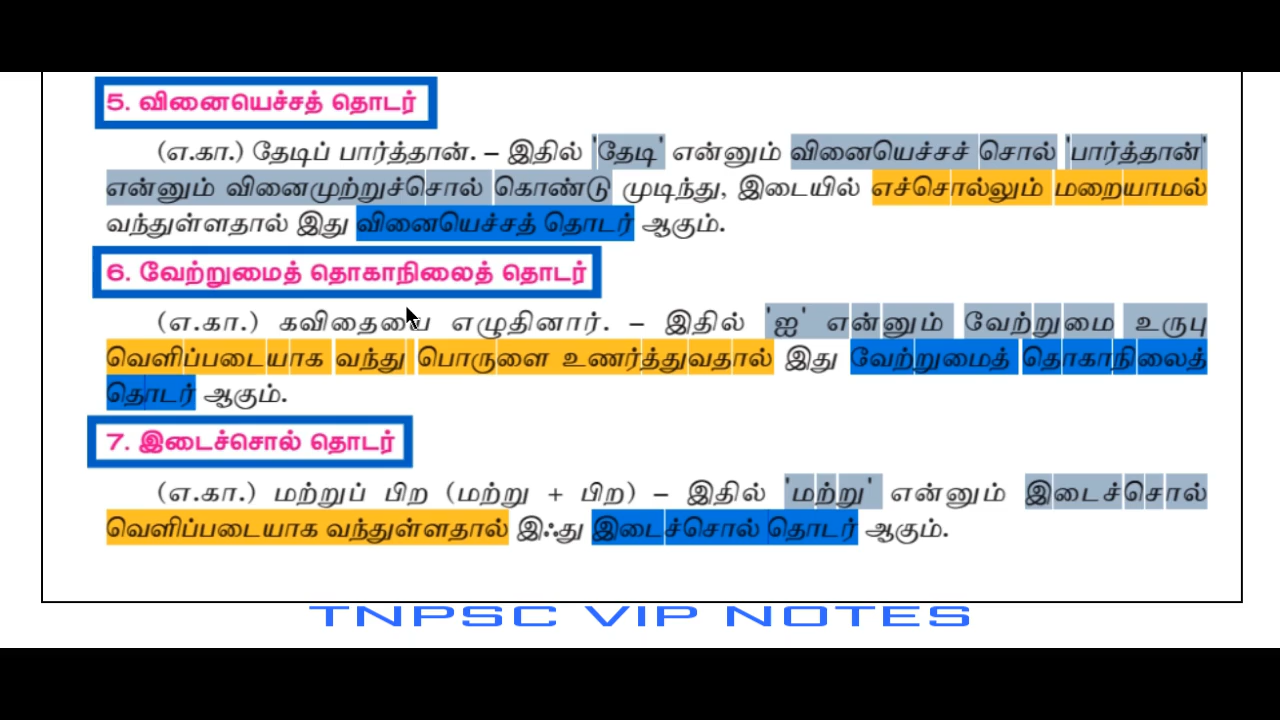 5. வினையெச்சத் தொடர்
(எ.கா.) தேடிப் பார்த்தான். – இதில் 'தேடி' என்னும் வினையெச்சச் சொல் 'பார்த்தான்'
என்னும் வினைமுற்றுச்சொல் கொண்டு முடிந்து, இடையில் எச்சொல்லும் மறையாமல்
வந்துள்ளதால் இது வினையெச்சத் தொடர் ஆகும்.
6. வேற்றுமைத் தொகாநிலைத் தொடர்
(எ.கா.) கவிதையை எழுதினார். – இதில் 'ஐ' என்னும் வேற்றுமை உருபு
வெளிப்படையாக வந்து பொருளை உணர்த்துவதால் இது வேற்றுமைத் தொகாநிலைத்
தொடர் ஆகும்.
7. இடைச்சொல் தொடர்
(எ.கா.) மற்றுப் பிற (மற்று + பிற) – இதில் 'மற்று' என்னும் இடைச்சொல்
வெளிப்படையாக வந்துள்ளதால் இஃது இடைச்சொல் தொடர் ஆகும்.
TNPSC VIP NOTES